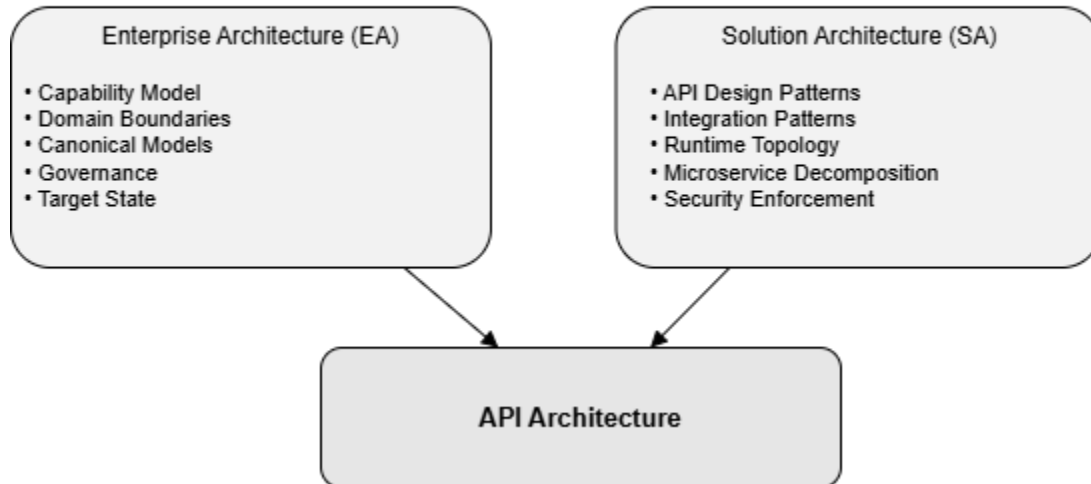 Enterprise Architecture (EA)
• Capability Model
• Domain Boundaries
• Canonical Models
• Governance
• Target State
Solution Architecture (SA)
• API Design Patterns
• Integration Patterns
• Runtime Topology
• Microservice Decomposition
• Security Enforcement
API Architecture